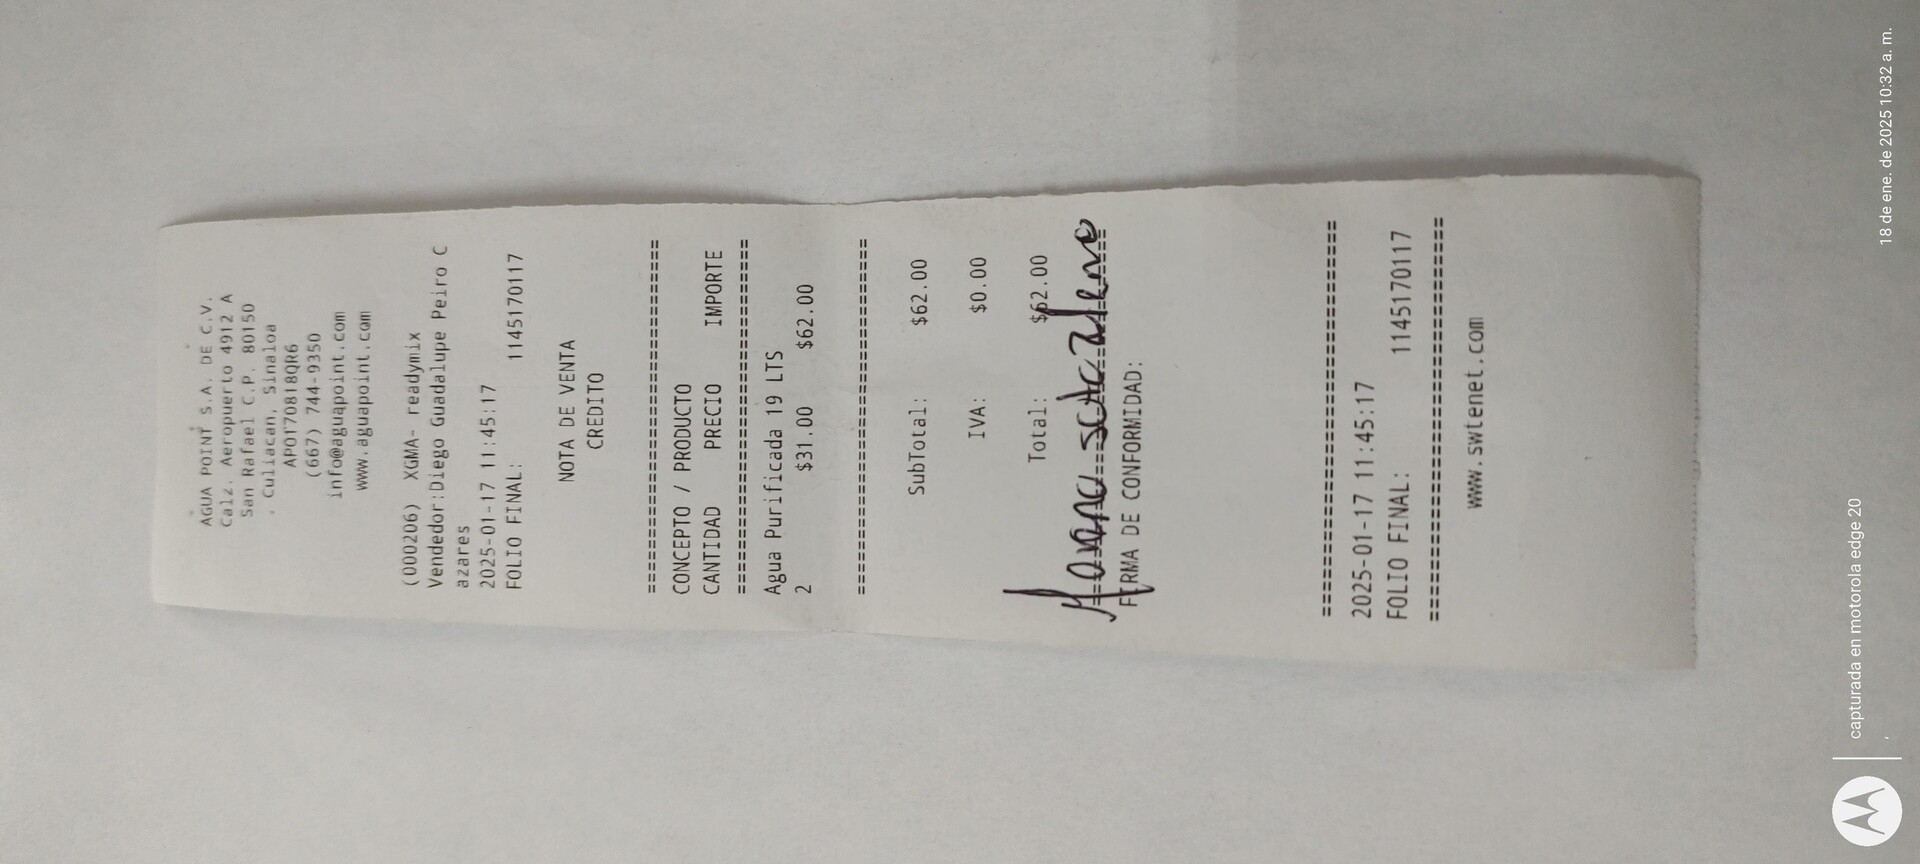 AGUA POINT S.A. DE C.V.
Calz. Aeropuerto 4912 A
San Rafael C.P. 80150
. Culiacan, Sinaloa
APO170818QR6
(667) 744-9350
info@aguapoint.com
www.aguapoint.com
(000206) XGMA- readymix
Vendedor:Diego Guadalupe Peiro C
azares
2025-01-17 11:45:17
FOLIO FINAL: 1145170117
NOTA DE VENTA
CREDITO
================================
CONCEPTO / PRODUCTO
CANTIDAD PRECIO IMPORTE
================================
Agua Purificada 19 LTS
2 $31.00 $62.00
================================
SubTotal: $62.00
IVA: $0.00
Total: $62.00
FIRMA DE CONFORMIDAD:
================================
2025-01-17 11:45:17
FOLIO FINAL: 1145170117
================================
www.swtenet.com
capturada en motorola edge 20
18 de ene. de 2025 10:32 a. m.